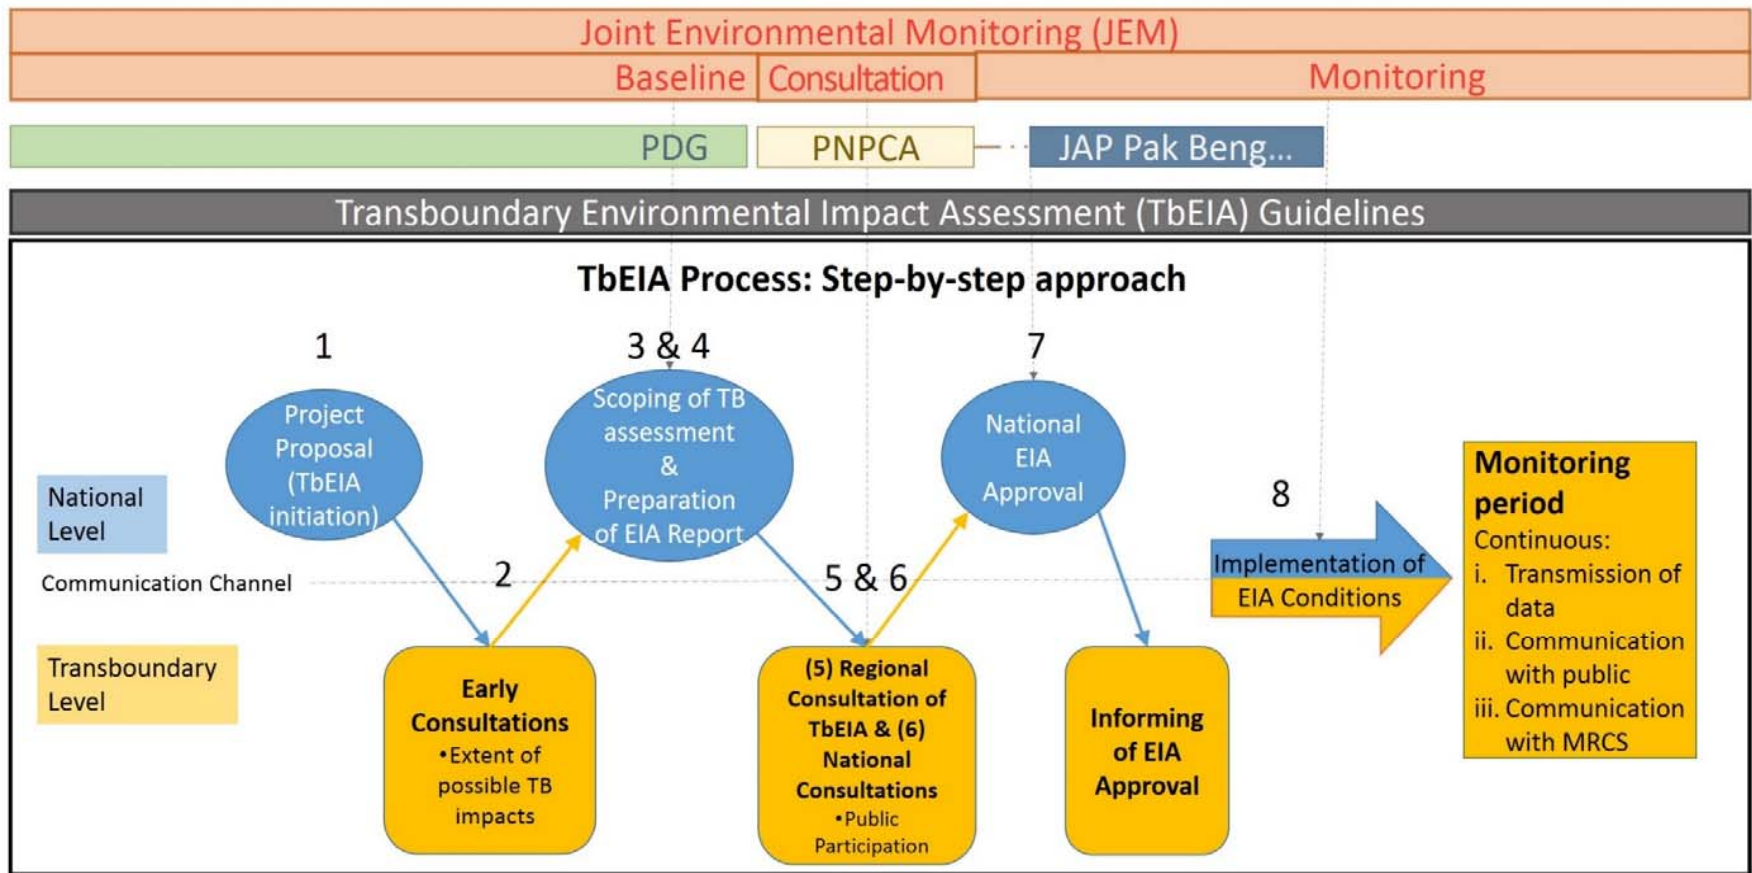 Joint Environmental Monitoring (JEM)
Baseline
Consultation
Monitoring
PDG
PNPCA
JAP Pak Beng...
Transboundary Environmental Impact Assessment (TbEIA) Guidelines
TbEIA Process: Step-by-step approach
1
3 & 4
7
Project
Proposal
(TbEIA
initiation)
Scoping of TB
assessment
&
Preparation
of EIA Report
National
EIA
Approval
National
Level
8
Implementation of
EIA Conditions
Monitoring
period
Continuous:
i. Transmission of
data
ii. Communication
with public
iii. Communication
with MRCS
Communication Channel
2
5 & 6
Transboundary
Level
Early
Consultations
•Extent of
possible TB
impacts
(5) Regional
Consultation of
TbEIA & (6)
National
Consultations
•Public
Participation
Informing
of EIA
Approval